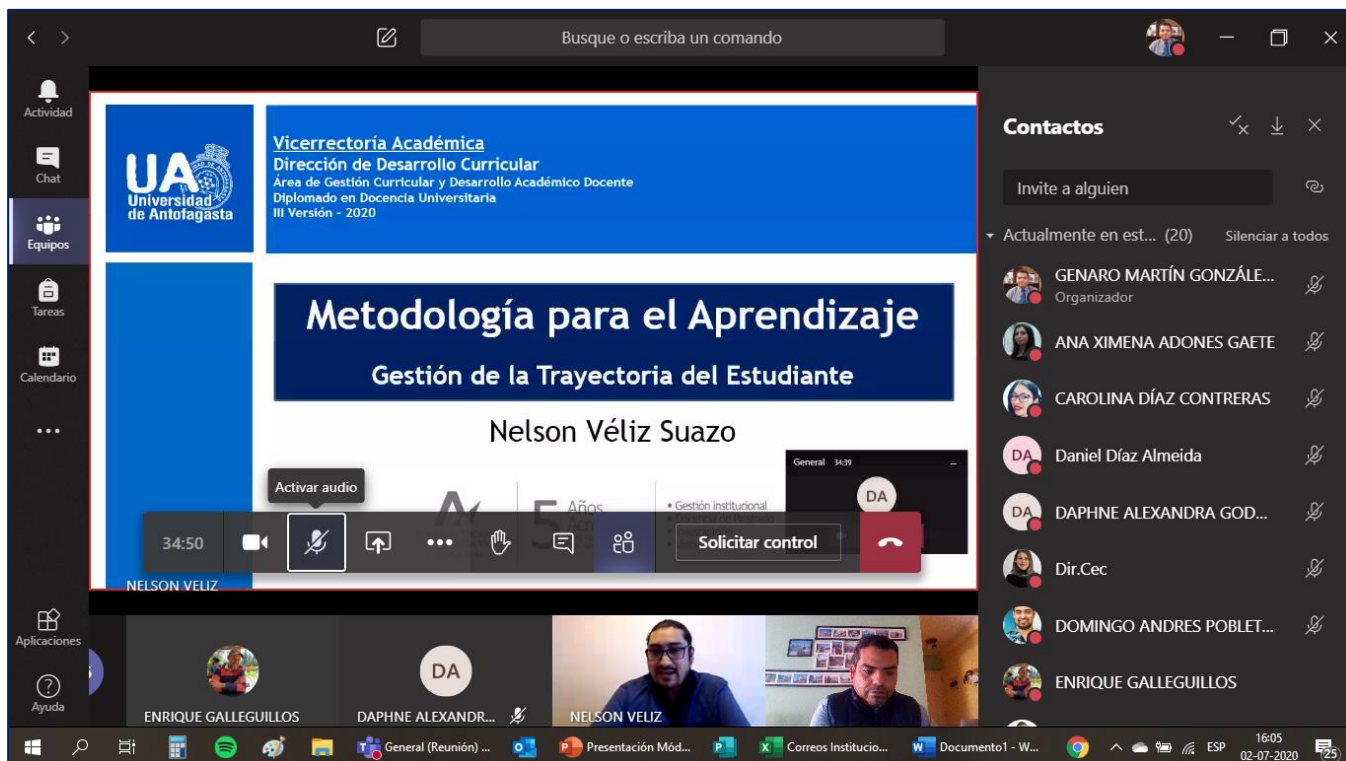 Busque o escriba un comando
Actividad
Chat
Equipos
Tareas
Calendario
Aplicaciones
Ayuda
UA
Universidad
de Antofagasta
Vicerrectoría Académica
Dirección de Desarrollo Curricular
Área de Gestión Curricular y Desarrollo Académico Docente
Diplomado en Docencia Universitaria
III Versión - 2020
Metodología para el Aprendizaje
Gestión de la Trayectoria del Estudiante
Nelson Véliz Suazo
General 34:39
DA
Activar audio
5 Años
• Gestión institucional
34:50
Solicitar control
NELSON VELIZ
ENRIQUE GALLEGUILLOS
DA
DAPHNE ALEXANDR...
NELSON VELIZ
Contactos
Invite a alguien
Actualmente en est... (20) Silenciar a todos
GENARO MARTÍN GONZÁLE...
Organizador
ANA XIMENA ADONES GAETE
CAROLINA DÍAZ CONTRERAS
DA Daniel Díaz Almeida
DA DAPHNE ALEXANDRA GOD...
Dir.Cec
DOMINGO ANDRES POBLET...
ENRIQUE GALLEGUILLOS
General (Reunión) ...
Presentación Mód...
Correos Institucio...
Documento1 - W...
ESP
16:05
02-07-2020
25